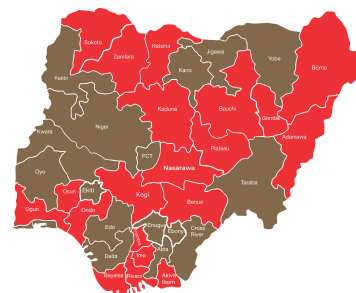 Sokoto
Katsina
Zamfara
Jigawa
Yobe
Borno
Kano
Kebbi
Kaduna
Bauchi
Gombe
Niger
Adamawa
Kwara
Plateau
FCT
Nasarawa
Oyo
Taraba
Osun
Ekiti
Kogi
Benue
Ogun
Ondo
Edo
Enugu
Ebony
Cross
River
Delta
Imo
Abia
Bayelsa
Rivers
Akwa
Ibom